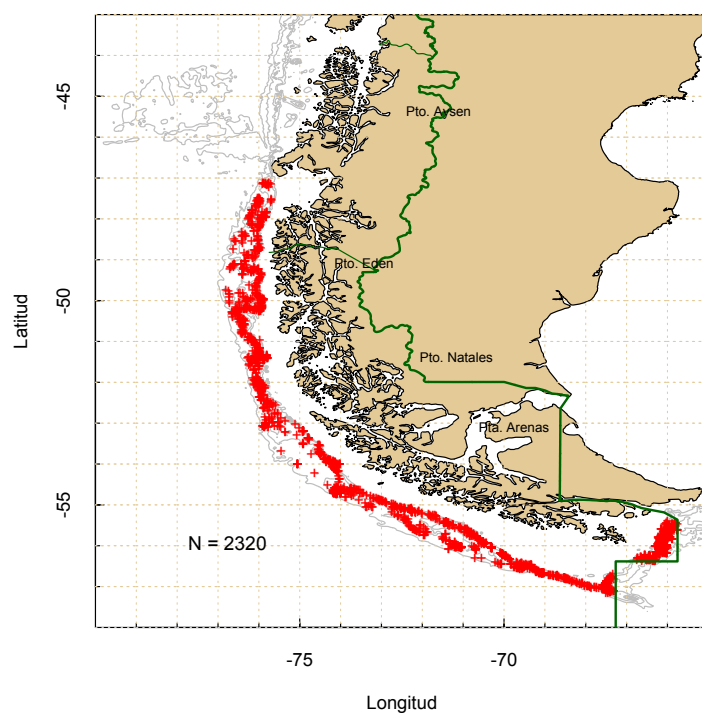 -45
Pto. Aysen
Pto. Eden
-50
Latitud
Pto. Natales
Pta. Arenas
-55
N = 2320
-75
-70
Longitud